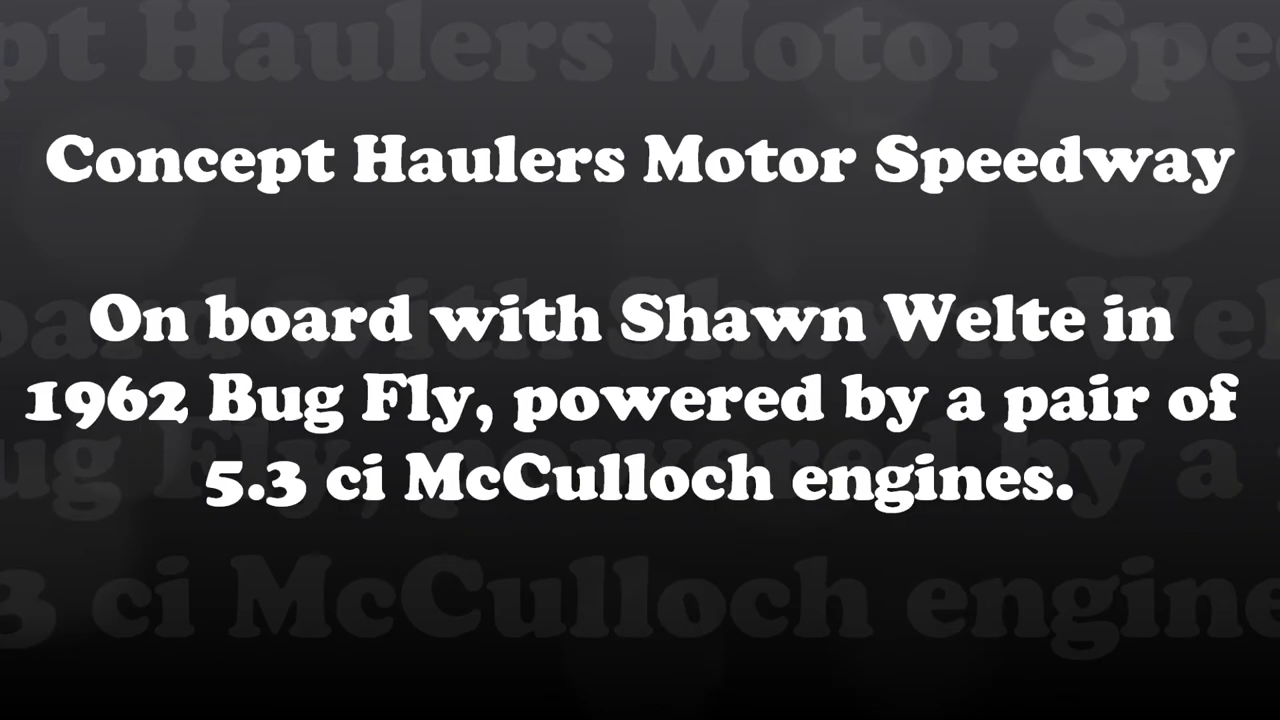 Concept Haulers Motor Speedway
On board with Shawn Welte in
1962 Bug Fly, powered by a pair of
5.3 ci McCulloch engines.